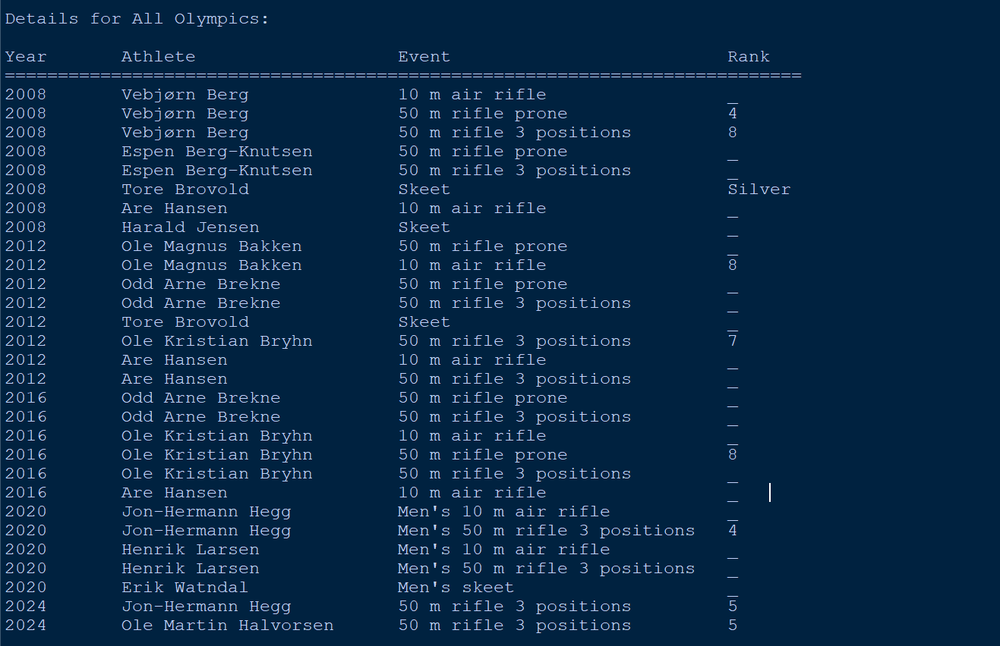 Details for All Olympics:
Year Athlete Event Rank
===========================================================================
2008 Vebjørn Berg 10 m air rifle _
2008 Vebjørn Berg 50 m rifle prone 4
2008 Vebjørn Berg 50 m rifle 3 positions 8
2008 Espen Berg-Knutsen 50 m rifle prone _
2008 Espen Berg-Knutsen 50 m rifle 3 positions _
2008 Tore Brovold Skeet Silver
2008 Are Hansen 10 m air rifle _
2008 Harald Jensen Skeet _
2012 Ole Magnus Bakken 50 m rifle prone _
2012 Ole Magnus Bakken 10 m air rifle 8
2012 Odd Arne Brekne 50 m rifle prone _
2012 Odd Arne Brekne 50 m rifle 3 positions _
2012 Tore Brovold Skeet _
2012 Ole Kristian Bryhn 50 m rifle 3 positions 7
2012 Are Hansen 10 m air rifle _
2012 Are Hansen 50 m rifle 3 positions _
2016 Odd Arne Brekne 50 m rifle prone _
2016 Odd Arne Brekne 50 m rifle 3 positions _
2016 Ole Kristian Bryhn 10 m air rifle _
2016 Ole Kristian Bryhn 50 m rifle prone 8
2016 Ole Kristian Bryhn 50 m rifle 3 positions _
2016 Are Hansen 10 m air rifle _
2020 Jon-Hermann Hegg Men's 10 m air rifle _
2020 Jon-Hermann Hegg Men's 50 m rifle 3 positions 4
2020 Henrik Larsen Men's 10 m air rifle _
2020 Henrik Larsen Men's 50 m rifle 3 positions _
2020 Erik Watndal Men's skeet _
2024 Jon-Hermann Hegg 50 m rifle 3 positions 5
2024 Ole Martin Halvorsen 50 m rifle 3 positions 5